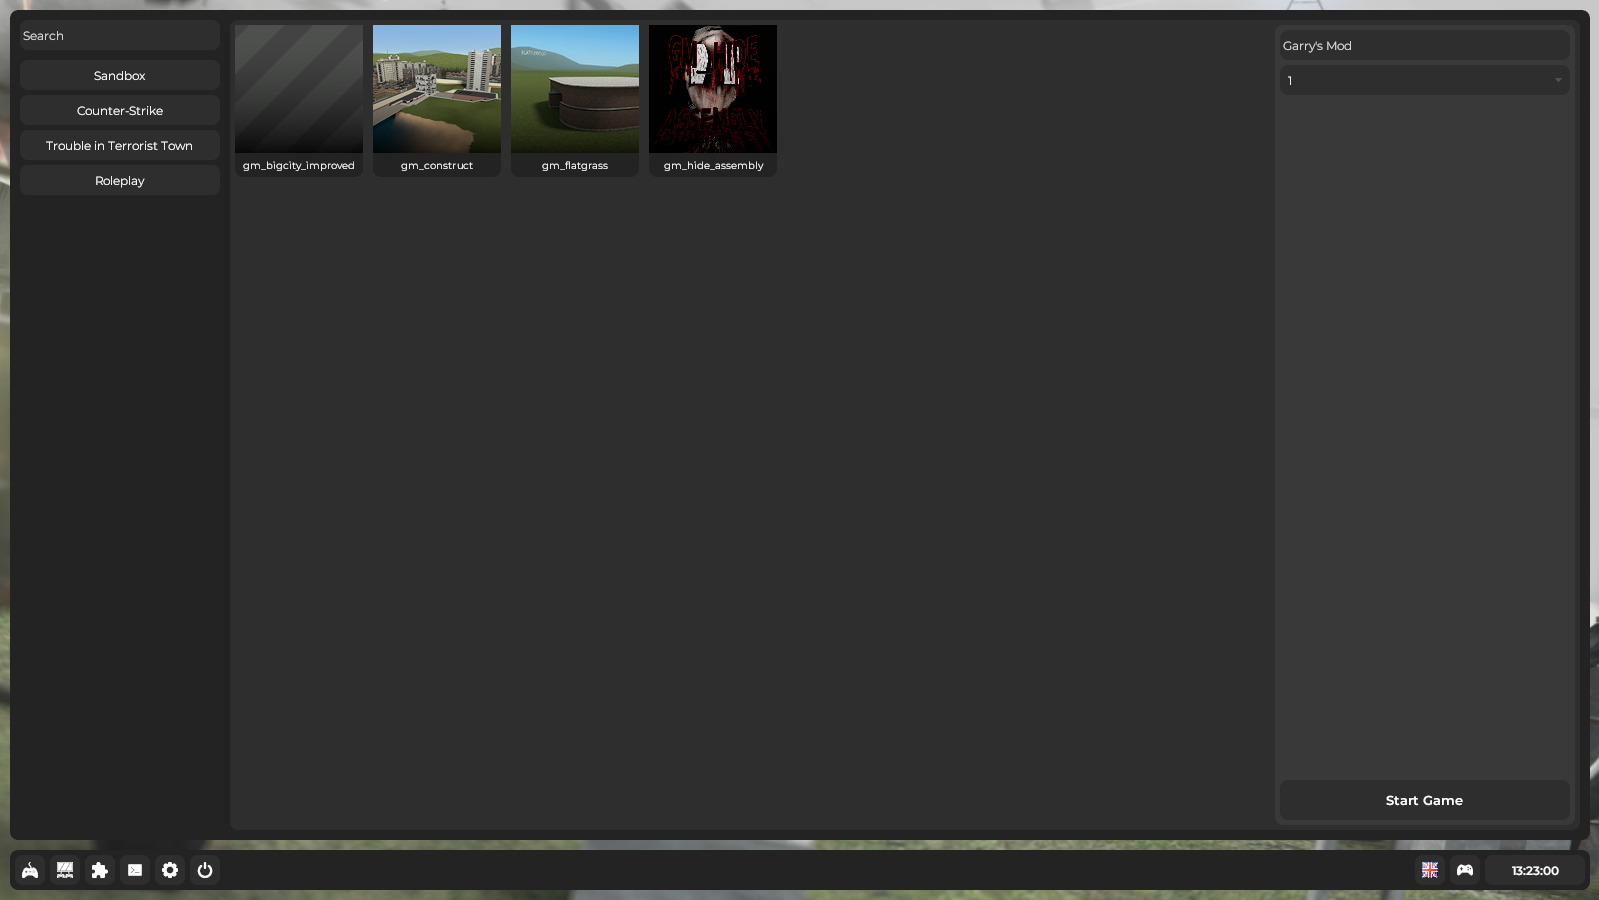 Search
Sandbox
Counter-Strike
Trouble in Terrorist Town
Roleplay
gm_bigcity_improved
gm_construct
gm_flatgrass
gm_hide_assembly
Garry's Mod
1
Start Game
13:23:00